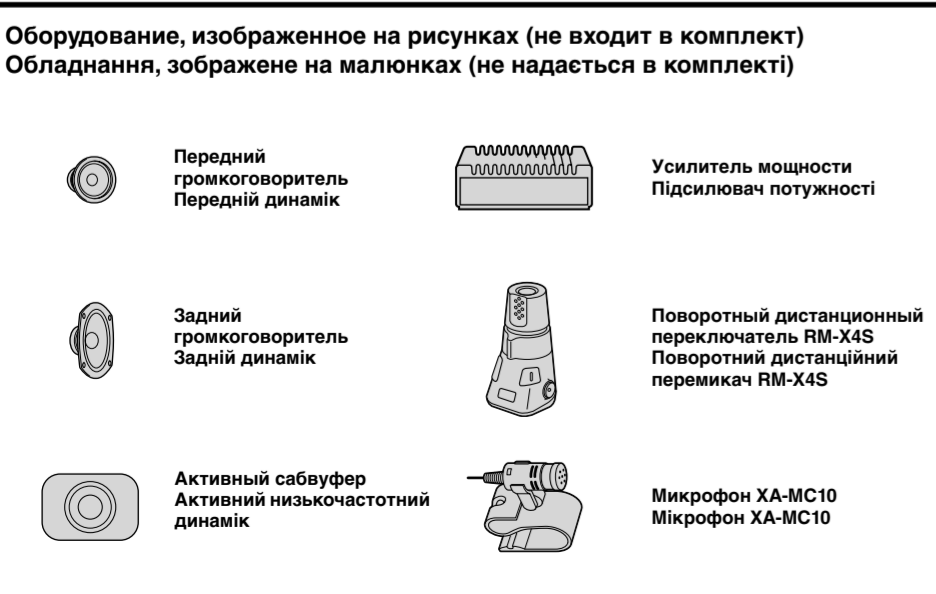 Оборудование, изображенное на рисунках (не входит в комплект)
Обладнання, зображене на малюнках (не надається в комплекті)
Передний
громкоговоритель
Передній динамік
Усилитель мощности
Підсилювач потужності
Задний
громкоговоритель
Задній динамік
Поворотный дистанционный
переключатель RM-X4S
Поворотний дистанційний
перемикач RM-X4S
Активный сабвуфер
Активний низькочастотний
динамік
Микрофон XA-MC10
Мікрофон XA-MC10